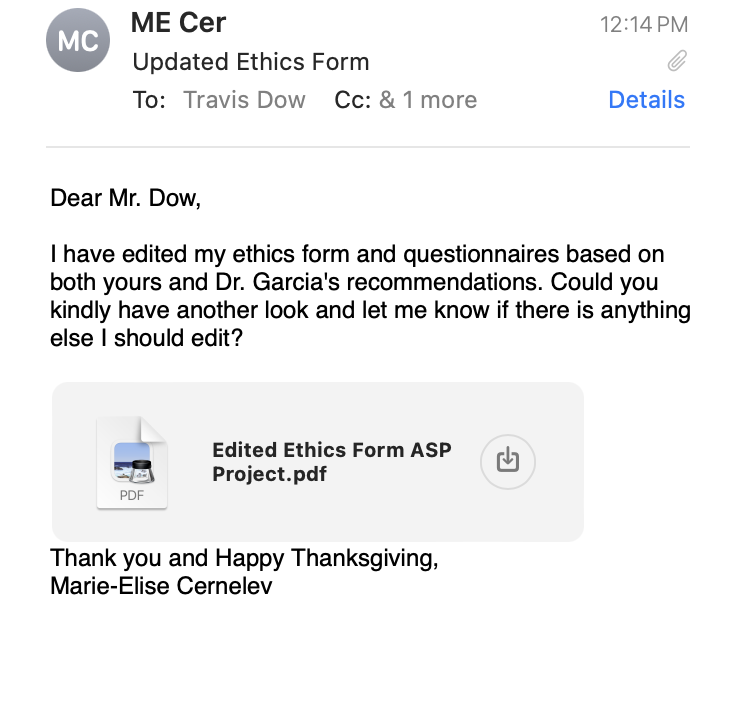 MC
ME Cer
12:14 PM
Updated Ethics Form
To: Travis Dow Cc: & 1 more
Details
Dear Mr. Dow,
I have edited my ethics form and questionnaires based on
both yours and Dr. Garcia's recommendations. Could you
kindly have another look and let me know if there is anything
else I should edit?
PDF
Edited Ethics Form ASP
Project.pdf
Thank you and Happy Thanksgiving,
Marie-Elise Cernelev